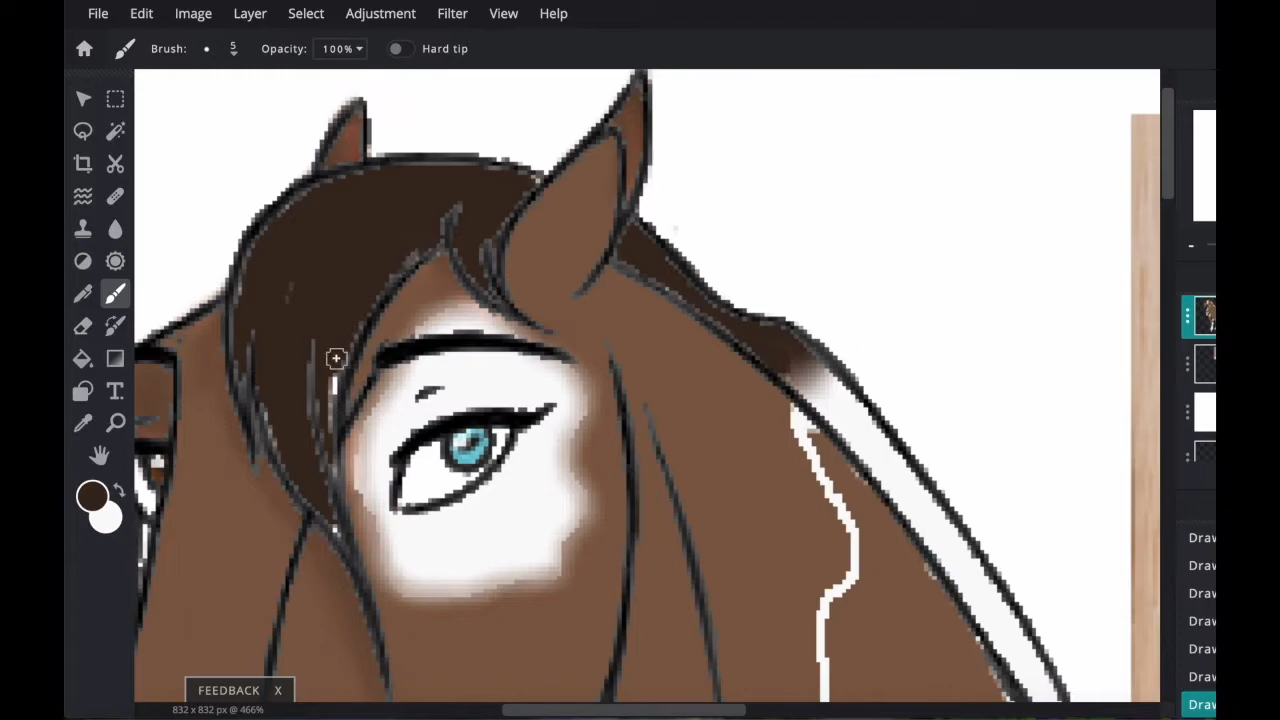 File Edit Image Layer Select Adjustment Filter View Help
Brush: 5 Opacity: 100% Hard tip
T
Draw
Draw
Draw
Draw
Draw
Draw
Draw
FEEDBACK X
832 x 832 px @ 466%